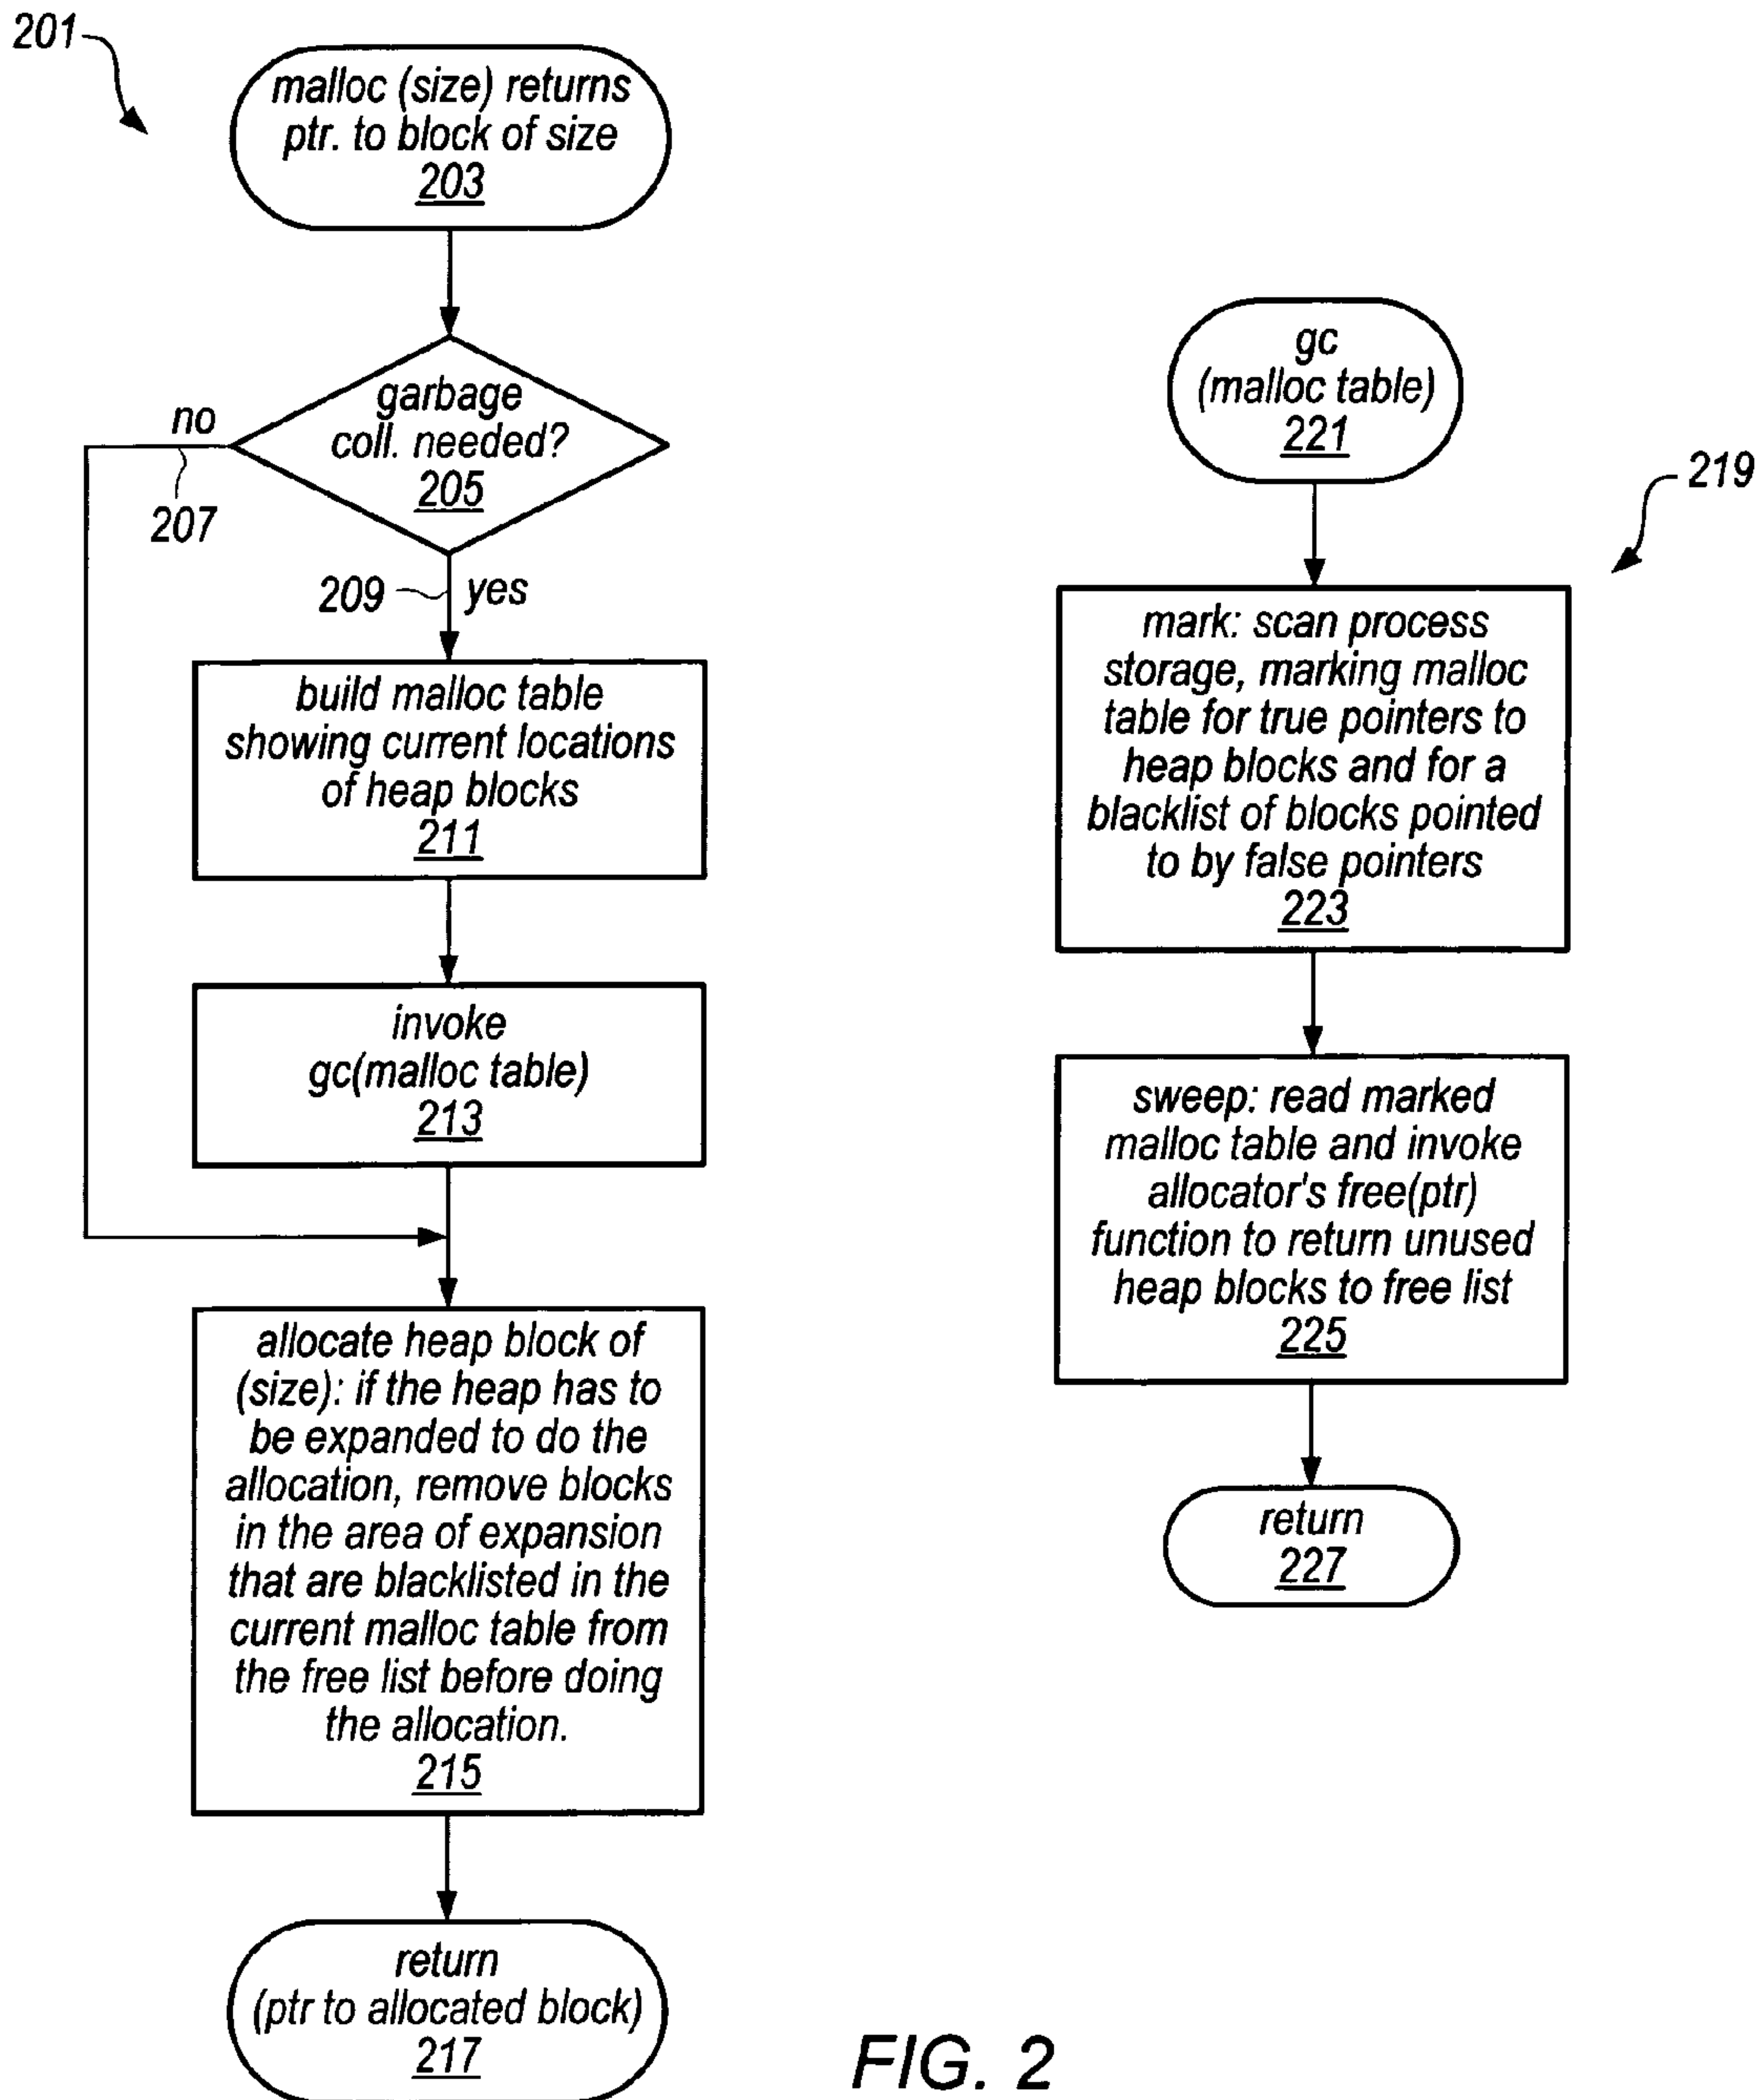 201
malloc (size) returns
ptr. to block of size
203
garbage
coll. needed?
205
no
207
209
yes
build malloc table
showing current locations
of heap blocks
211
invoke
gc(malloc table)
213
allocate heap block of
(size): if the heap has to
be expanded to do the
allocation, remove blocks
in the area of expansion
that are blacklisted in the
current malloc table from
the free list before doing
the allocation.
215
return
(ptr to allocated block)
217
gc
(malloc table)
221
219
mark: scan process
storage, marking malloc
table for true pointers to
heap blocks and for a
blacklist of blocks pointed
to by false pointers
223
sweep: read marked
malloc table and invoke
allocator's free(ptr)
function to return unused
heap blocks to free list
225
return
227
FIG. 2